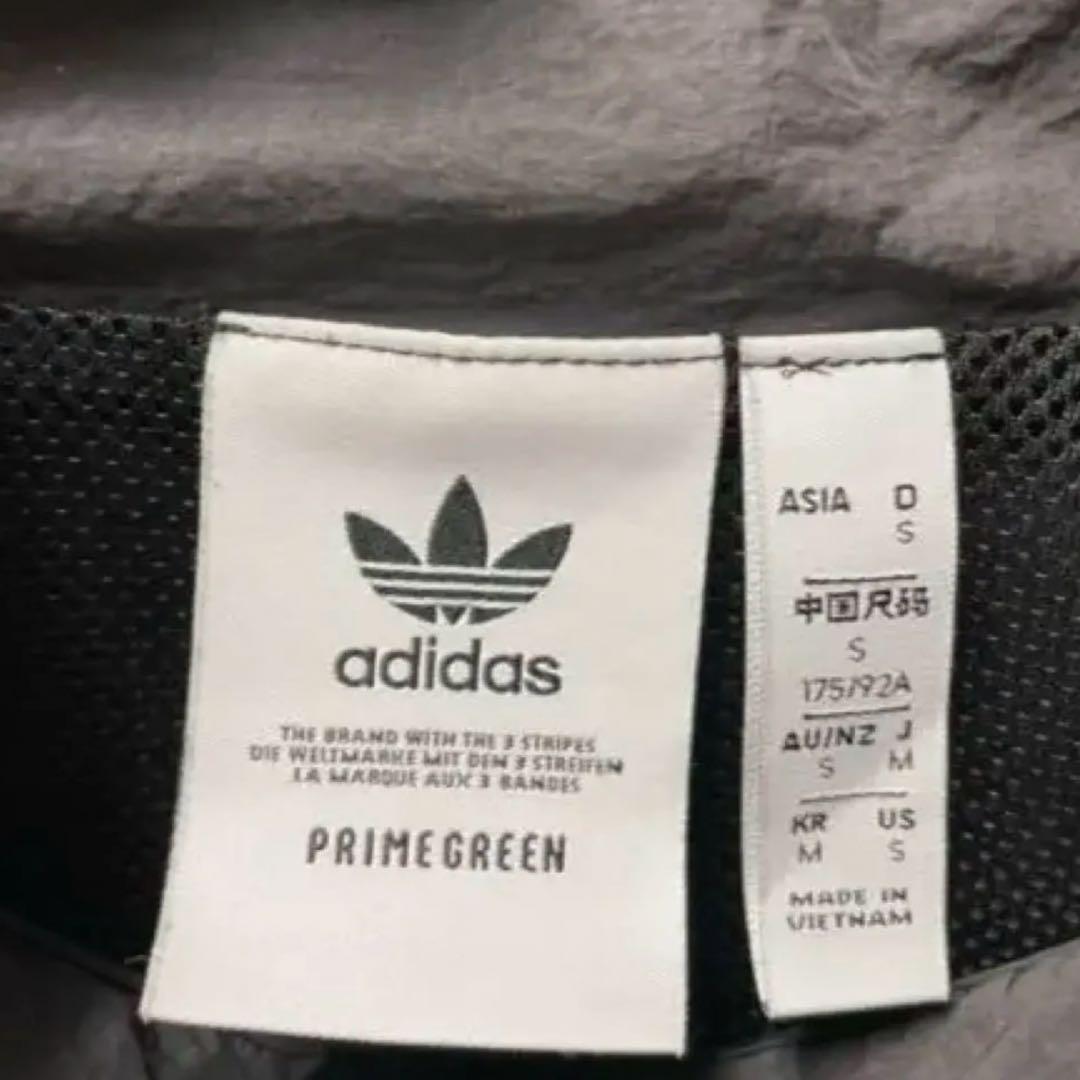 adidas
THE BRAND WITH THE 3 STRIPES
DIE WELTMARKE MIT DEN 3 STREIFEN
LA MARQUE AUX 3 BANDES
PRIMEGREEN
ASIA D
S
中国尺码
S
175/92A
AU/NZ J
S M
KR US
M S
MADE IN
VIETNAM